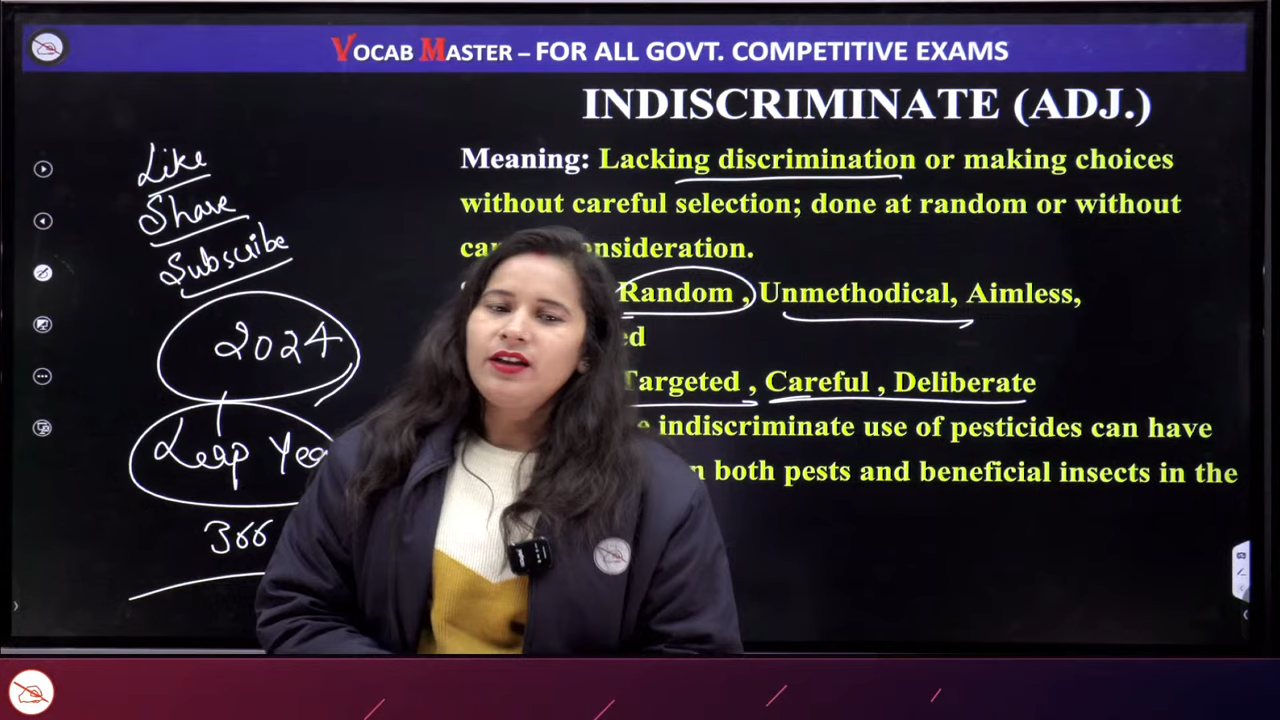 VOCAB MASTER – FOR ALL GOVT. COMPETITIVE EXAMS
INDISCRIMINATE (ADJ.)
Meaning: Lacking discrimination or making choices
without careful selection; done at random or without
consideration.
Random , Unmethodical, Aimless,
Targeted , Careful , Deliberate
indiscriminate use of pesticides can have
both pests and beneficial insects in the
Like
Share
Subscribe
2024
Leap
366